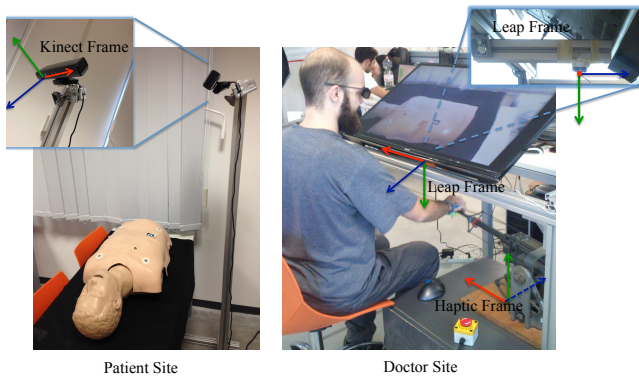 Kinect Frame
Leap Frame
Leap Frame
Haptic Frame
Patient Site
Doctor Site